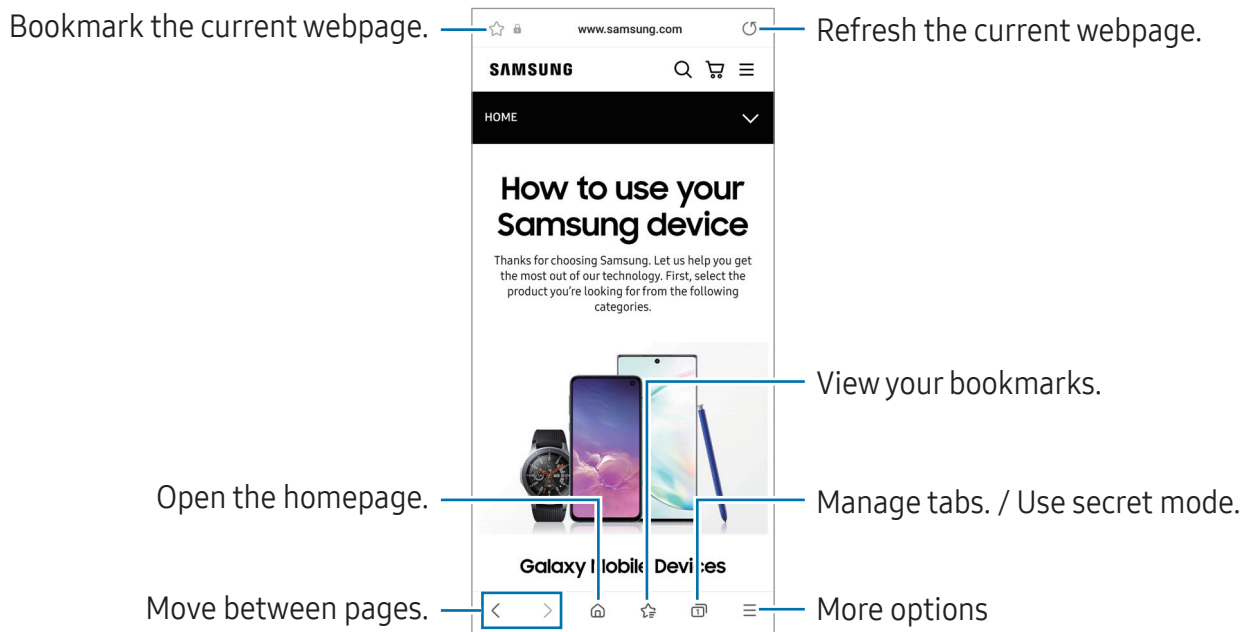 Bookmark the current webpage.
www.samsung.com
Refresh the current webpage.
SAMSUNG
HOME
How to use your
Samsung device
Thanks for choosing Samsung. Let us help you get
the most out of our technology. First, select the
product you're looking for from the following
categories.
View your bookmarks.
Open the homepage.
Manage tabs. / Use secret mode.
Galaxy Mobile Devices
Move between pages.
1
More options